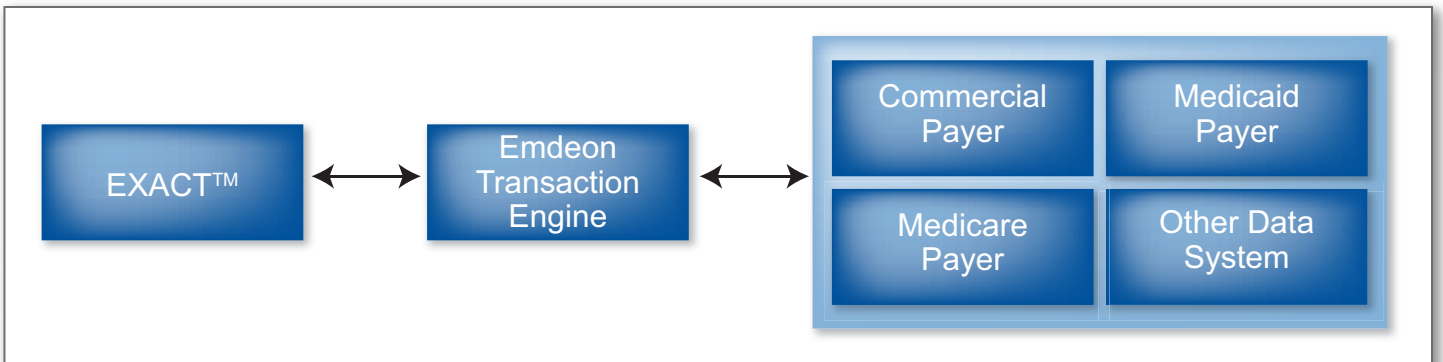 EXACT™
Emdeon
Transaction
Engine
Commercial
Payer
Medicaid
Payer
Medicare
Payer
Other Data
System